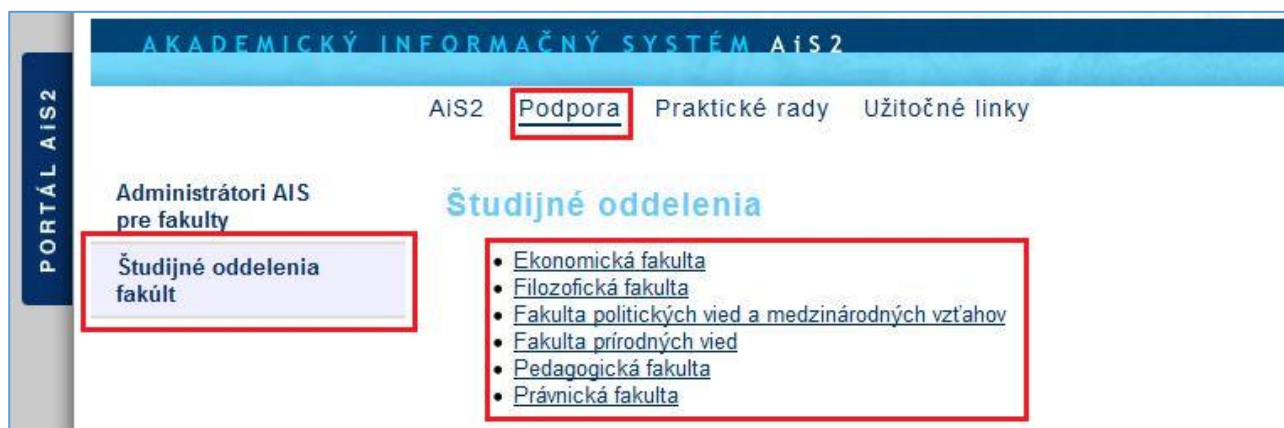 AKADEMICKÝ INFORMAČNÝ SYSTÉM AiS2
PORTÁL AiS2
AiS2 Podpora Praktické rady Užitočné linky
Administrátori AIS
pre fakulty
Študijné oddelenia
fakúlt
Študijné oddelenia
• Ekonomická fakulta
• Filozofická fakulta
• Fakulta politických vied a medzinárodných vzťahov
• Fakulta prírodných vied
• Pedagogická fakulta
• Právnická fakulta